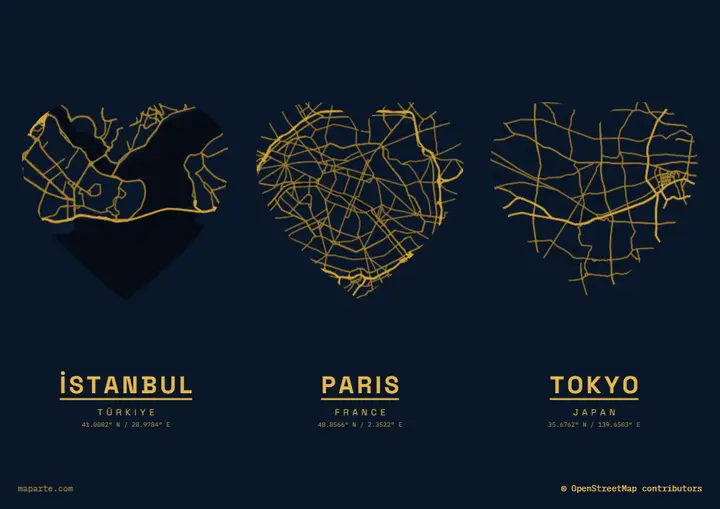 İSTANBUL
TÜRKIYE
41.0082° N / 28.9784° E
PARIS
FRANCE
48.8566° N / 2.3522° E
TOKYO
JAPAN
35.6762° N / 139.6503° E
maparte.com
© OpenStreetMap contributors